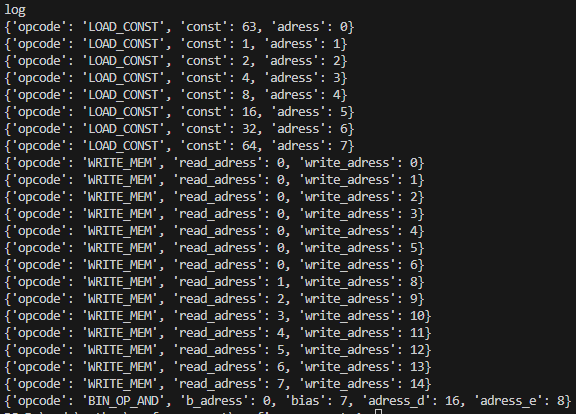 log
{'opcode': 'LOAD_CONST', 'const': 63, 'adress': 0}
{'opcode': 'LOAD_CONST', 'const': 1, 'adress': 1}
{'opcode': 'LOAD_CONST', 'const': 2, 'adress': 2}
{'opcode': 'LOAD_CONST', 'const': 4, 'adress': 3}
{'opcode': 'LOAD_CONST', 'const': 8, 'adress': 4}
{'opcode': 'LOAD_CONST', 'const': 16, 'adress': 5}
{'opcode': 'LOAD_CONST', 'const': 32, 'adress': 6}
{'opcode': 'LOAD_CONST', 'const': 64, 'adress': 7}
{'opcode': 'WRITE_MEM', 'read_adress': 0, 'write_adress': 0}
{'opcode': 'WRITE_MEM', 'read_adress': 0, 'write_adress': 1}
{'opcode': 'WRITE_MEM', 'read_adress': 0, 'write_adress': 2}
{'opcode': 'WRITE_MEM', 'read_adress': 0, 'write_adress': 3}
{'opcode': 'WRITE_MEM', 'read_adress': 0, 'write_adress': 4}
{'opcode': 'WRITE_MEM', 'read_adress': 0, 'write_adress': 5}
{'opcode': 'WRITE_MEM', 'read_adress': 0, 'write_adress': 6}
{'opcode': 'WRITE_MEM', 'read_adress': 1, 'write_adress': 8}
{'opcode': 'WRITE_MEM', 'read_adress': 2, 'write_adress': 9}
{'opcode': 'WRITE_MEM', 'read_adress': 3, 'write_adress': 10}
{'opcode': 'WRITE_MEM', 'read_adress': 4, 'write_adress': 11}
{'opcode': 'WRITE_MEM', 'read_adress': 5, 'write_adress': 12}
{'opcode': 'WRITE_MEM', 'read_adress': 6, 'write_adress': 13}
{'opcode': 'WRITE_MEM', 'read_adress': 7, 'write_adress': 14}
{'opcode': 'BIN_OP_AND', 'b_adress': 0, 'bias': 7, 'adress_d': 16, 'adress_e': 8}